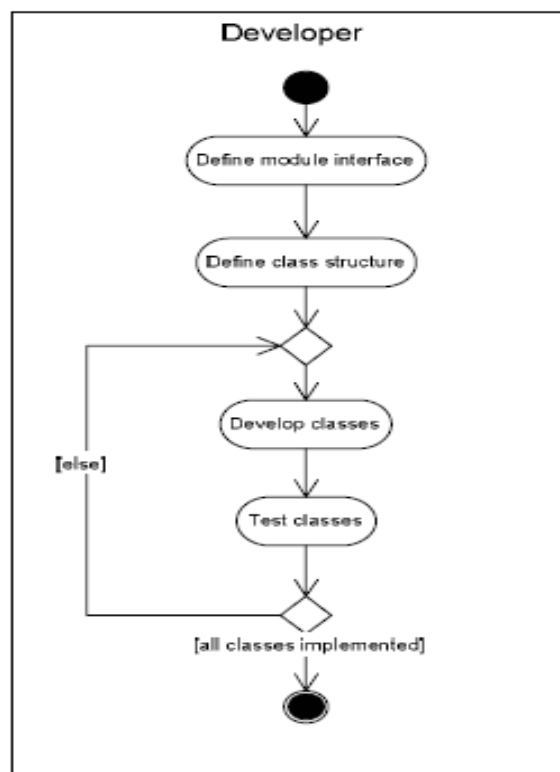 Developer
Define module interface
Define class structure
Develop classes
[else]
Test classes
[all classes implemented]